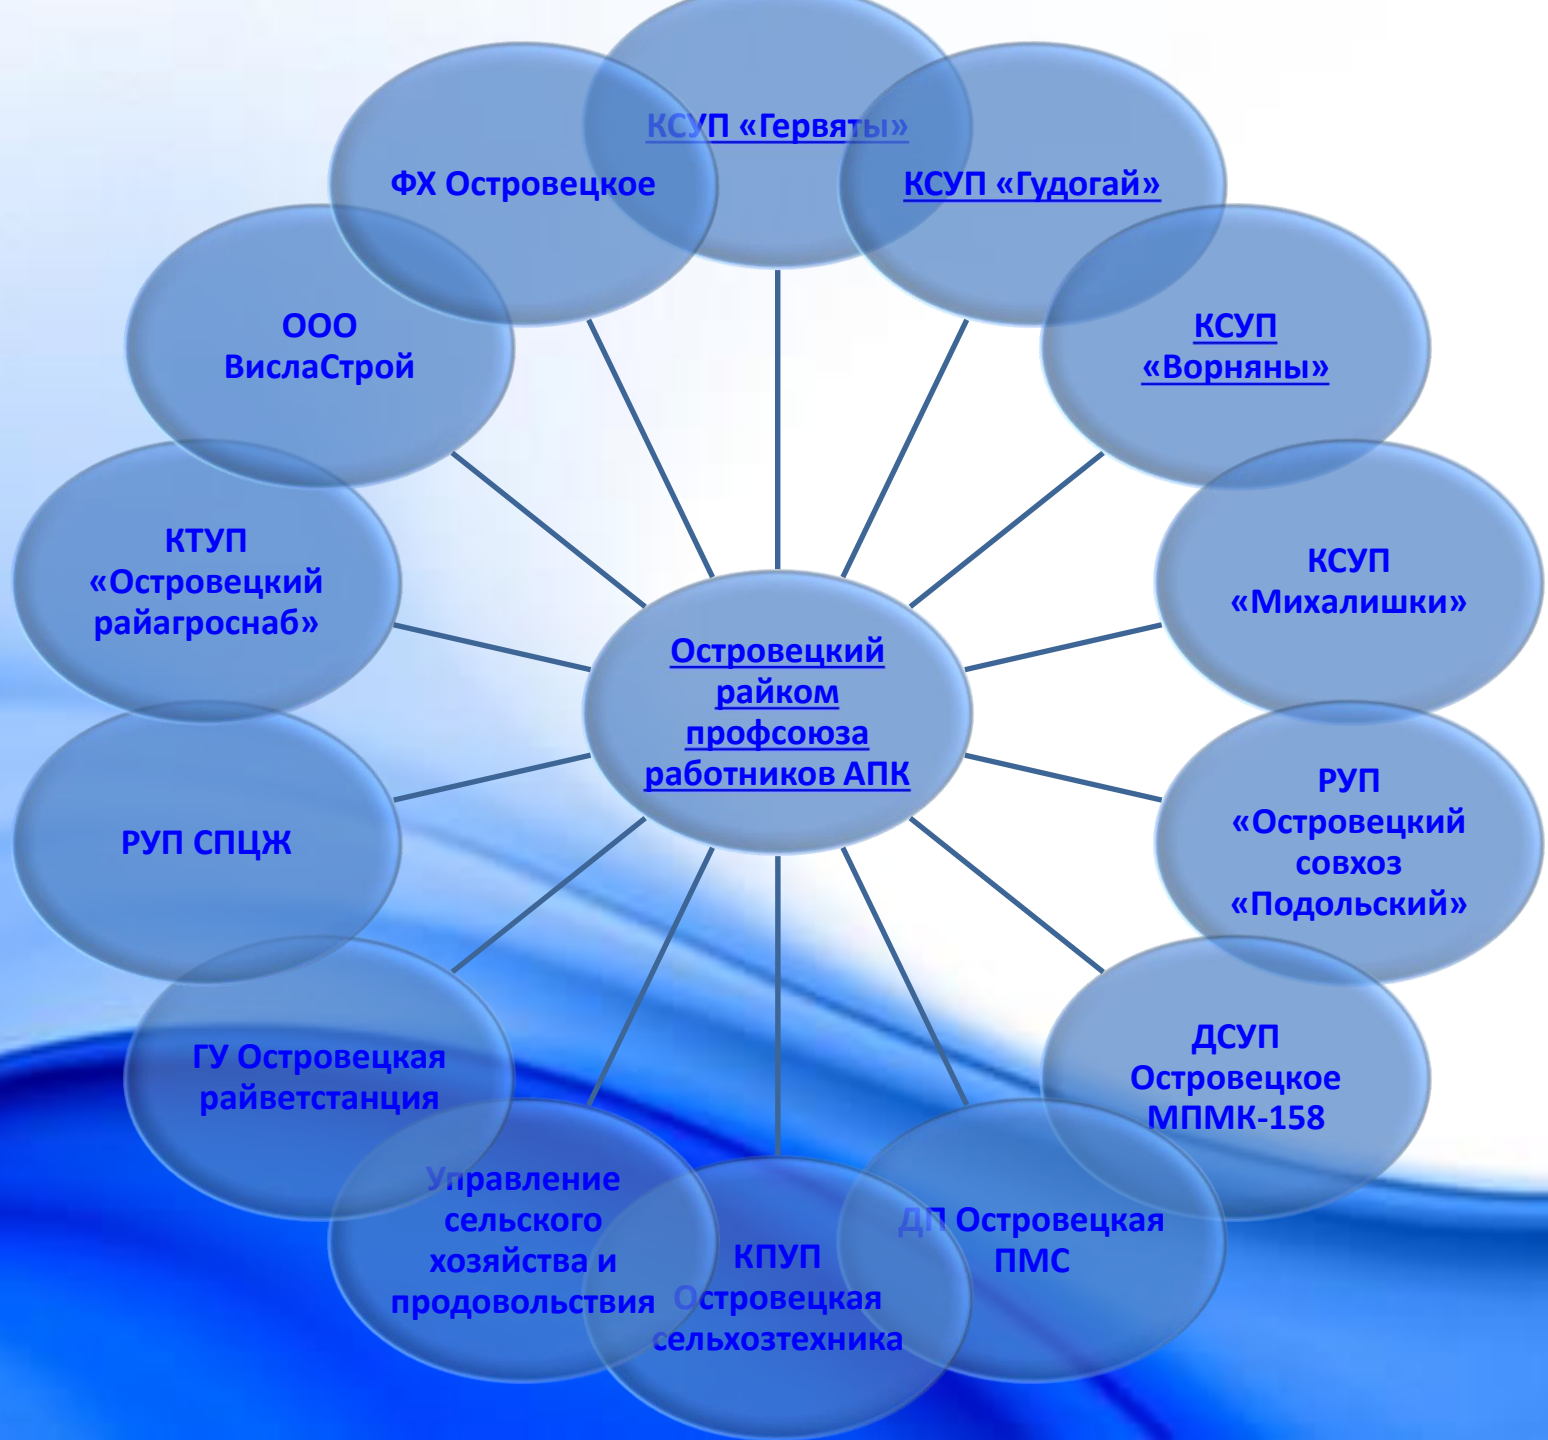 КСУП «Гервяты»
КСУП «Гудогай»
КСУП
«Ворняны»
КСУП
«Михалишки»
РУП
«Островецкий
совхоз
«Подольский»
ДСУП
Островецкое
МПМК-158
ДП Островецкая
ПМС
КПУП
Островецкая
сельхозтехника
Управление
сельского
хозяйства и
продовольствия
ГУ Островецкая
райветстанция
РУП СПЦЖ
КТУП
«Островецкий
райагроснаб»
ООО
ВислаСтрой
ФХ Островецкое
Островецкий
райком
профсоюза
работников АПК